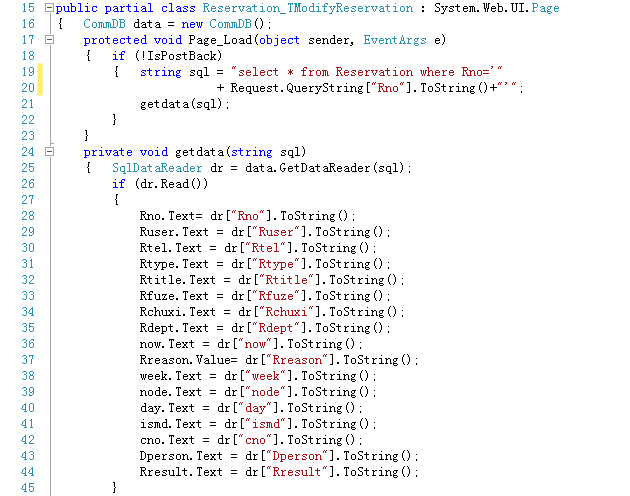 15 public partial class Reservation_TModifyReservation : System.Web.UI.Page
16 {   CommDB data = new CommDB();
17     protected void Page_Load(object sender, EventArgs e)
18     {   if (!IsPostBack)
19         {   string sql = "select * from Reservation where Rno='"
20                        + Request.QueryString["Rno"].ToString()+"'";
21             getdata(sql);
22         }
23     }
24     private void getdata(string sql)
25     {   SqlDataReader dr = data.GetDataReader(sql);
26         if (dr.Read())
27         {
28             Rno.Text= dr["Rno"].ToString();
29             Ruser.Text = dr["Ruser"].ToString();
30             Rtel.Text = dr["Rtel"].ToString();
31             Rtype.Text = dr["Rtype"].ToString();
32             Rtitle.Text = dr["Rtitle"].ToString();
33             Rfuze.Text = dr["Rfuze"].ToString();
34             Rchuxi.Text = dr["Rchuxi"].ToString();
35             Rdept.Text = dr["Rdept"].ToString();
36             now.Text = dr["now"].ToString();
37             Rreason.Value= dr["Rreason"].ToString();
38             week.Text = dr["week"].ToString();
39             node.Text = dr["node"].ToString();
40             day.Text = dr["day"].ToString();
41             ismd.Text = dr["ismd"].ToString();
42             cno.Text = dr["cno"].ToString();
43             Dperson.Text = dr["Dperson"].ToString();
44             Rresult.Text = dr["Rresult"].ToString();
45         }